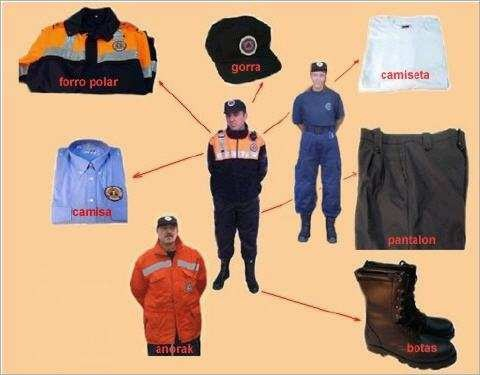 gorra
camiseta
forro polar
camisa
pantalon
anorak
botas